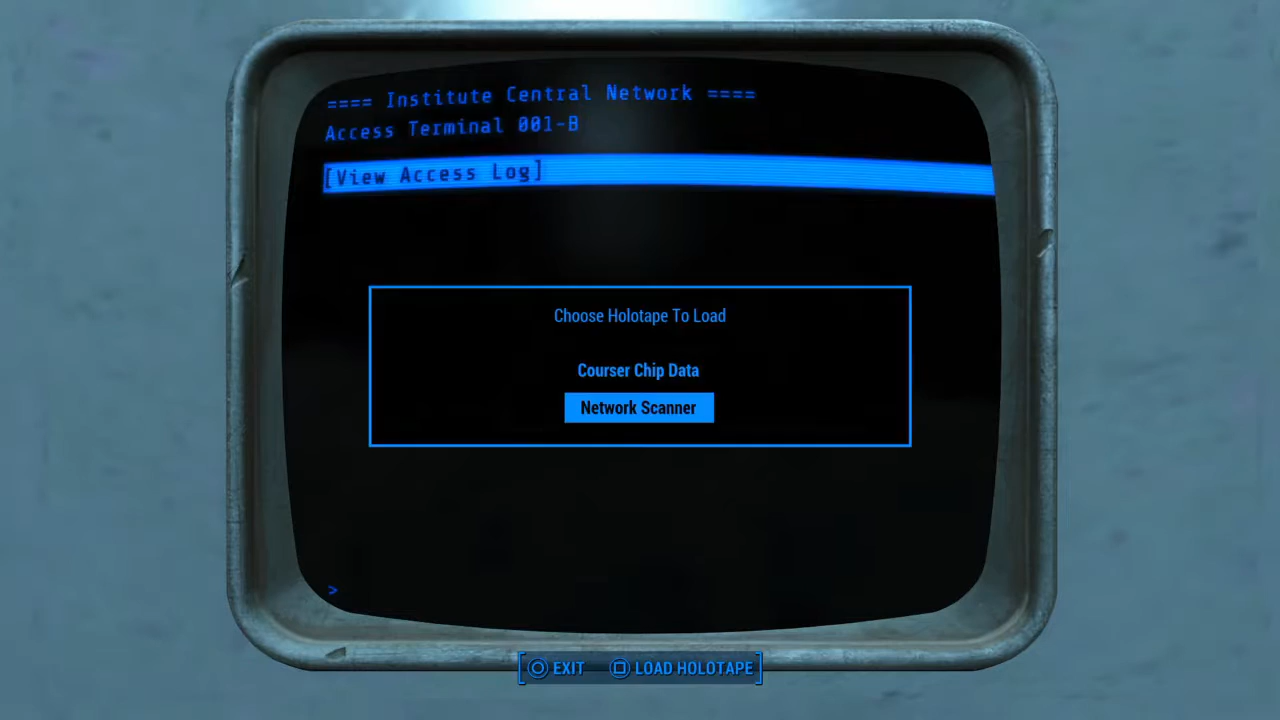 ==== Institute Central Network ====
Access Terminal 001-B
[View Access Log]
Choose Holotape To Load
Courser Chip Data
Network Scanner
>
EXIT LOAD HOLOTAPE